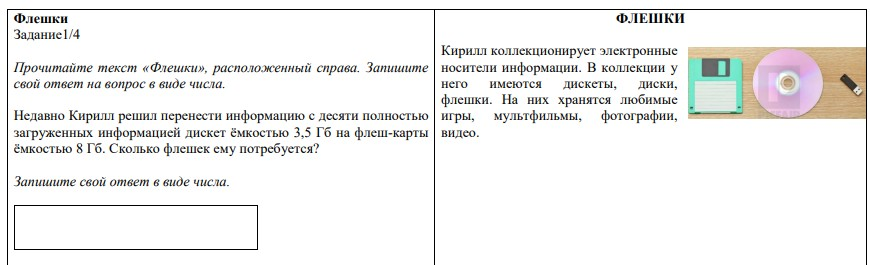 Флешки
Задание1/4
Прочитайте текст «Флешки», расположенный справа. Запишите
свой ответ на вопрос в виде числа.
Недавно Кирилл решил перенести информацию с десяти полностью
загруженных информацией дискет ёмкостью 3,5 Гб на флеш-карты
ёмкостью 8 Гб. Сколько флешек ему потребуется?
Запишите свой ответ в виде числа.
ФЛЕШКИ
Кирилл коллекционирует электронные
носители информации. В коллекции у
него имеются дискеты, диски,
флешки. На них хранятся любимые
игры, мультфильмы, фотографии,
видео.